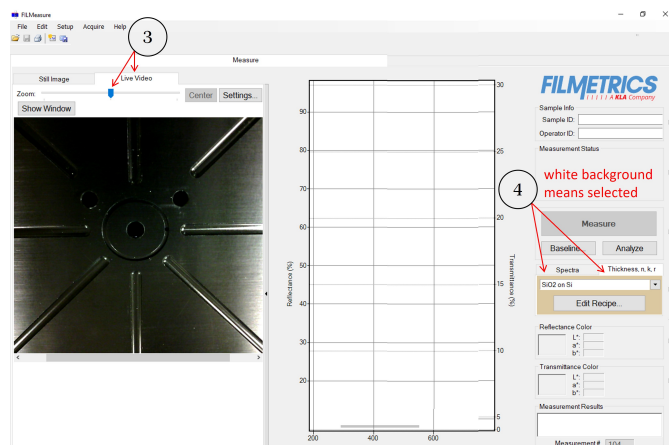 FILMeasure
File Edit Setup Acquire Help
3
Measure
Still Image
Live Video
Zoom:
Center
Settings...
Show Window
90
80
70
60
50
40
30
20
Reflectance (%)
200
400
600
30
25
20
15
10
5
0
Transmittance (%)
FILMETRICS
A KLA Company
Sample Info
Sample ID:
Operator ID:
Measurement Status
4
white background
means selected
Measure
Baseline...
Analyze
Spectra
Thickness, n, k, r
SiO2 on Si
Edit Recipe...
Reflectance Color
L*:
a*:
b*:
Transmittance Color
L*:
a*:
b*:
Measurement Results
Measurement # 104